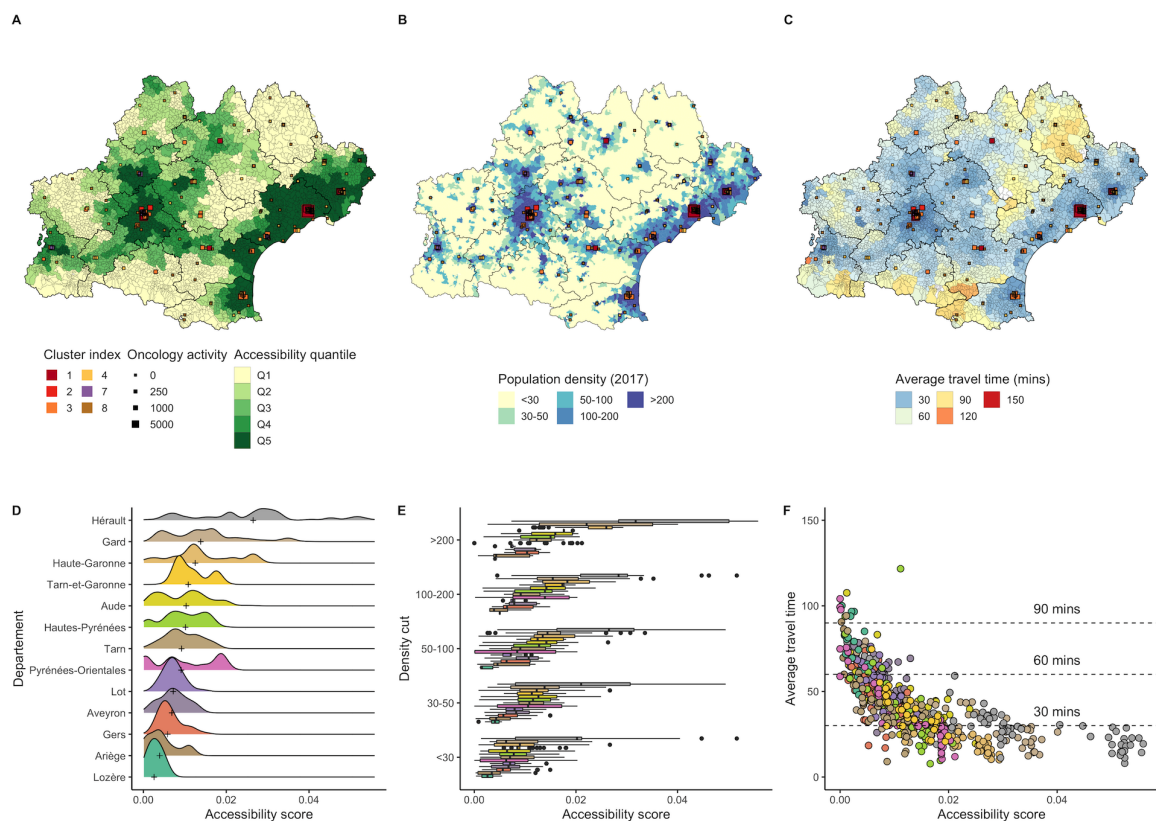 A
B
C
Cluster index
1
4
2
7
3
8
Oncology activity
0
250
1000
5000
Accessibility quantile
Q1
Q2
Q3
Q4
Q5
Population density (2017)
<30
50-100
>200
30-50
100-200
Average travel time (mins)
30
90
150
60
120
D
Departement
Hérault
Gard
Haute-Garonne
Tarn-et-Garonne
Aude
Hautes-Pyrénées
Tarn
Pyrénées-Orientales
Lot
Aveyron
Gers
Ariège
Lozère
0.00
0.02
0.04
Accessibility score
E
Density cut
>200
100-200
50-100
30-50
<30
0.00
0.02
0.04
Accessibility score
F
Average travel time
150
100
50
0
90 mins
60 mins
30 mins
0.00
0.02
0.04
Accessibility score